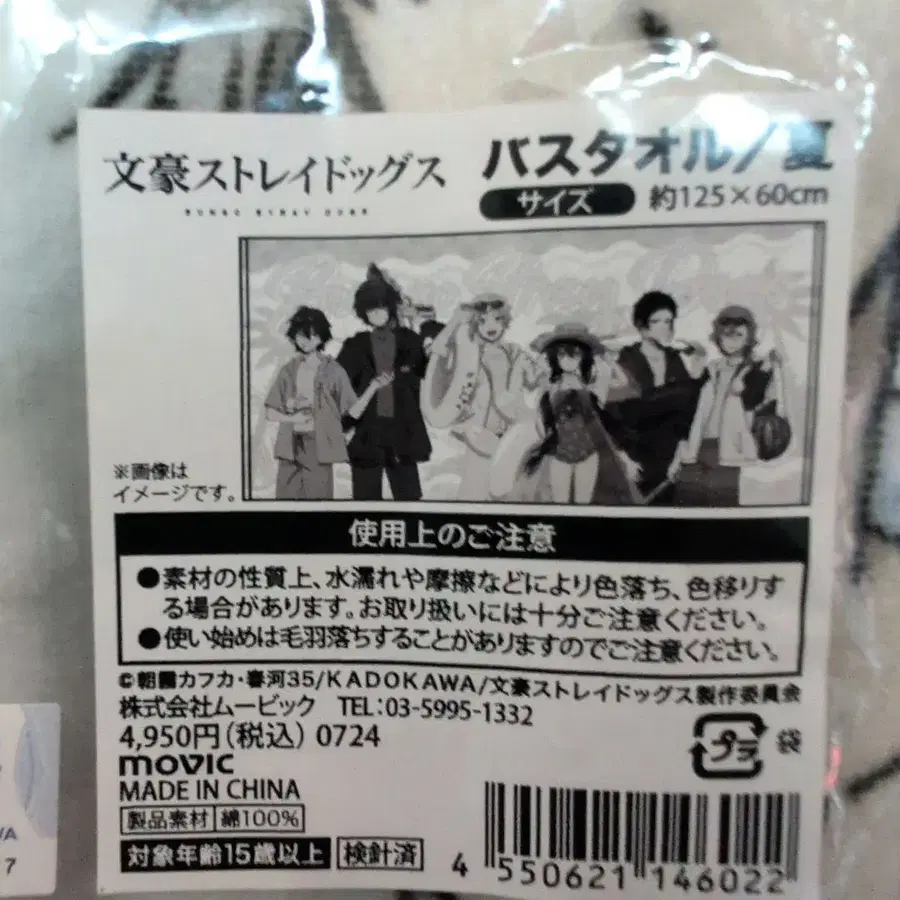 文豪ストレイドッグス
BUNGO STRAY DOGS
バスタオル/夏
サイズ 約125×60cm
※画像は
イメージです。
使用上のご注意
●素材の性質上、水濡れや摩擦などにより色落ち、色移りす
る場合があります。お取り扱いには十分ご注意ください。
●使い始めは毛羽落ちすることがありますのでご注意ください。
©朝霧カフカ・春河35/KADOKAWA/文豪ストレイドッグス製作委員会
株式会社ムービック TEL:03-5995-1332
4,950円(税込) 0724
movic
MADE IN CHINA
製品素材 綿100%
対象年齢15歳以上 検針済
プラ 袋
4 550621 146022
7